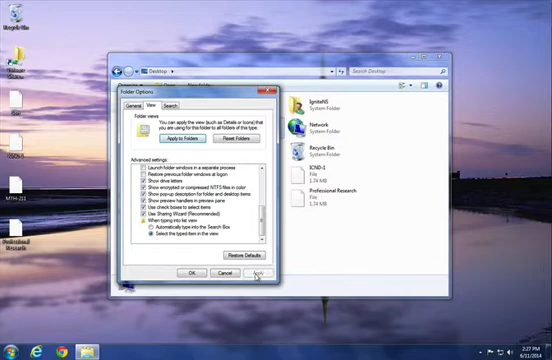 Recycle Bin
MTH-211
Professional
Research
Desktop
Search Desktop
Folder Options
General
View
Search
Folder views
You can apply the view (such as Details or Icons) that
you are using for this folder to all folders of this type.
Apply to Folders
Reset Folders
Advanced settings:
Launch folder windows in a separate process
Restore previous folder windows at logon
Show drive letters
Show encrypted or compressed NTFS files in color
Show pop-up description for folder and desktop items
Show preview handlers in preview pane
Use check boxes to select items
Use Sharing Wizard (Recommended)
When typing into list view
Automatically type into the Search Box
Select the typed item in the view
Restore Defaults
OK
Cancel
Apply
IgniteNS
System Folder
Network
System Folder
Recycle Bin
System Folder
ICND-1
1.74 MB
Professional Research
1.74 MB
2:27 PM
6/11/2014